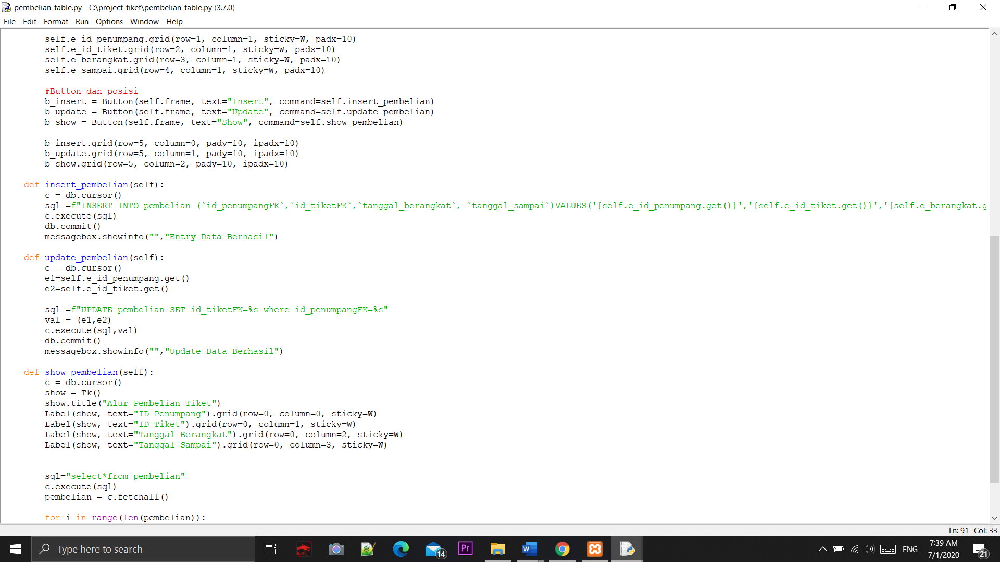 pembelian_table.py - C:\project_tiket\pembelian_table.py (3.7.0)
File Edit Format Run Options Window Help
self.e_id_penumpang.grid(row=1, column=1, sticky=W, padx=10)
self.e_id_tiket.grid(row=2, column=1, sticky=W, padx=10)
self.e_berangkat.grid(row=3, column=1, sticky=W, padx=10)
self.e_sampai.grid(row=4, column=1, sticky=W, padx=10)
#Button dan posisi
b_insert = Button(self.frame, text="Insert", command=self.insert_pembelian)
b_update = Button(self.frame, text="Update", command=self.update_pembelian)
b_show = Button(self.frame, text="Show", command=self.show_pembelian)
b_insert.grid(row=5, column=0, pady=10, ipadx=10)
b_update.grid(row=5, column=1, pady=10, ipadx=10)
b_show.grid(row=5, column=2, pady=10, ipadx=10)
def insert_pembelian(self):
c = db.cursor()
sql =f"INSERT INTO pembelian (`id_penumpangFK`,`id_tiketFK`,`tanggal_berangkat`, `tanggal_sampai`)VALUES('{self.e_id_penumpang.get()}','{self.e_id_tiket.get()}','{self.e_berangkat.g
c.execute(sql)
db.commit()
messagebox.showinfo("","Entry Data Berhasil")
def update_pembelian(self):
c = db.cursor()
e1=self.e_id_penumpang.get()
e2=self.e_id_tiket.get()
sql =f"UPDATE pembelian SET id_tiketFK=%s where id_penumpangFK=%s"
val = (e1,e2)
c.execute(sql,val)
db.commit()
messagebox.showinfo("","Update Data Berhasil")
def show_pembelian(self):
c = db.cursor()
show = Tk()
show.title("Alur Pembelian Tiket")
Label(show, text="ID Penumpang").grid(row=0, column=0, sticky=W)
Label(show, text="ID Tiket").grid(row=0, column=1, sticky=W)
Label(show, text="Tanggal Berangkat").grid(row=0, column=2, sticky=W)
Label(show, text="Tanggal Sampai").grid(row=0, column=3, sticky=W)
sql="select*from pembelian"
c.execute(sql)
pembelian = c.fetchall()
for i in range(len(pembelian)):
Ln: 91 Col: 33
Type here to search
14
Pr
W
ENG
7:39 AM
7/1/2020
21